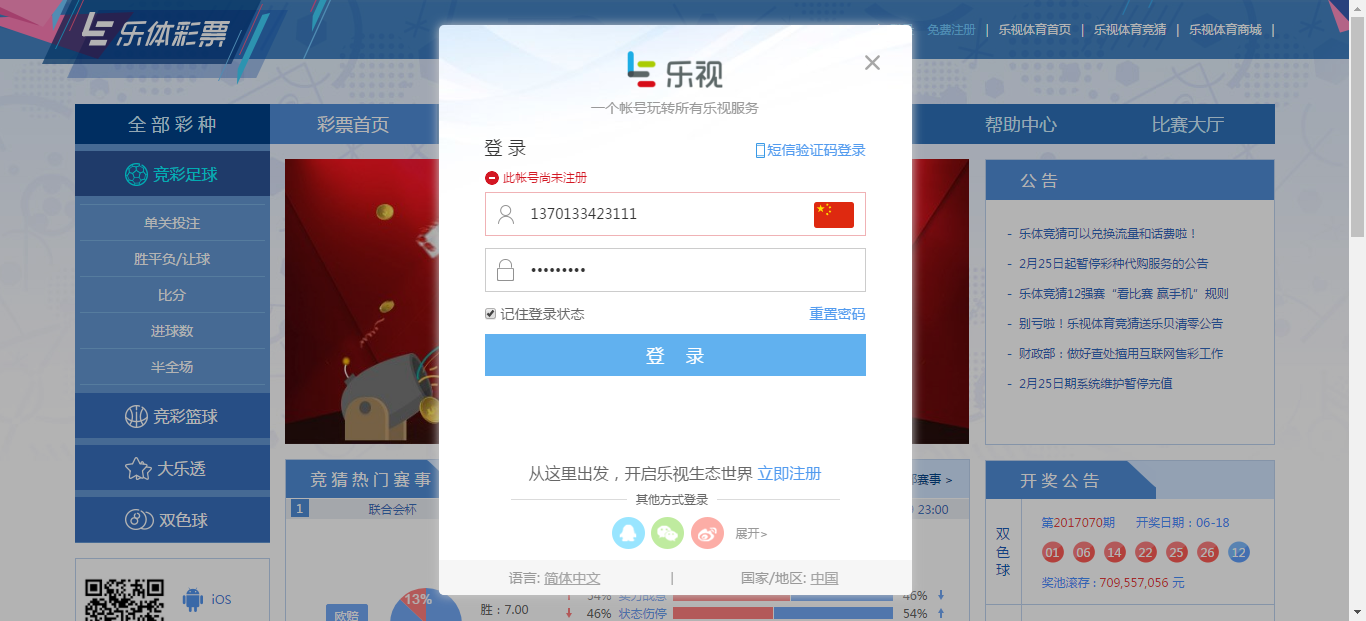 乐体彩票
免费注册 | 乐视体育首页 | 乐视体育竞猜 | 乐视体育商城 |
全部彩种
彩票首页
帮助中心
比赛大厅
竞彩足球
单关投注
胜平负/让球
比分
进球数
半全场
竞彩篮球
大乐透
双色球
iOS
乐视
一个帐号玩转所有乐视服务
登 录
短信验证码登录
此帐号尚未注册
1370133423111
•••••••••
记住登录状态
重置密码
登 录
从这里出发，开启乐视生态世界 立即注册
其他方式登录
展开>
语言: 简体中文 | 国家/地区: 中国
公告
- 乐体竞猜可以兑换流量和话费啦！
- 2月25日起暂停彩种代购服务的公告
- 乐体竞猜12强赛“看比赛 赢手机”规则
- 别亏啦！乐视体育竞猜送乐贝清零公告
- 财政部：做好查处擅用互联网售彩工作
- 2月25日期系统维护暂停充值
竞猜热门赛事
赛事 >
1 联合会杯
23:00
欧赔
13%
胜：7.00
54%
46%
46% 状态伤停 54%
开奖公告
双色球
第2017070期 开奖日期：06-18
01 06 14 22 25 26 12
奖池滚存：709,557,056 元